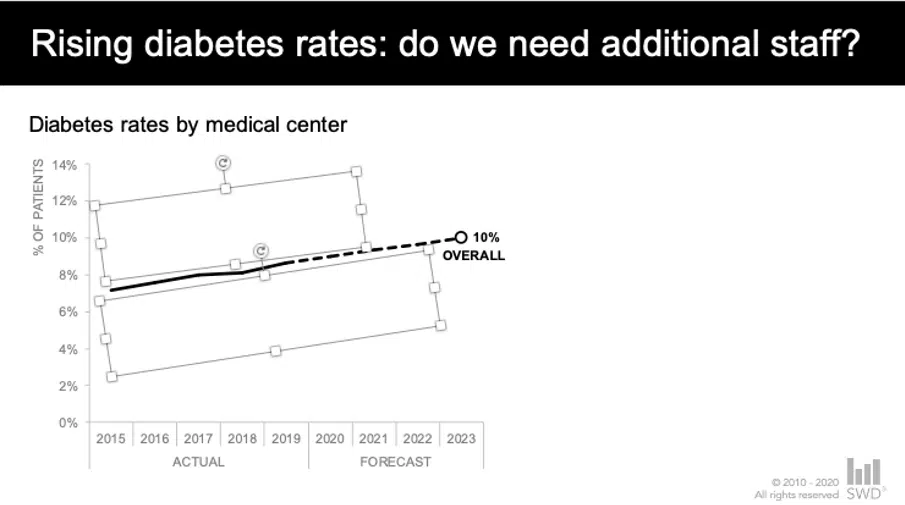 Rising diabetes rates: do we need additional staff?
Diabetes rates by medical center
% OF PATIENTS
14%
12%
10%
8%
6%
4%
2%
0%
10%
OVERALL
2015 2016 2017 2018 2019 2020 2021 2022 2023
ACTUAL FORECAST
© 2010 - 2020
All rights reserved
SWD